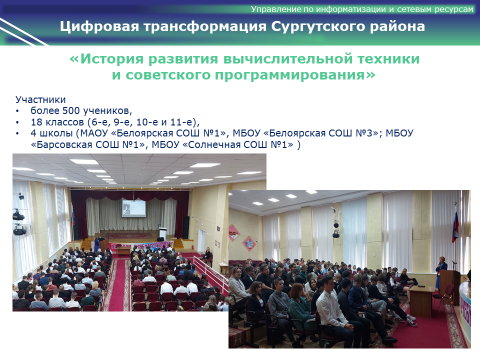 Управление по информатизации и сетевым ресурсам
Цифровая трансформация Сургутского района
«История развития вычислительной техники
и советского программирования»
Участники
• более 500 учеников,
• 18 классов (6-е, 9-е, 10-е и 11-е),
• 4 школы (МАОУ «Белоярская СОШ №1», МБОУ «Белоярская СОШ №3»; МБОУ
«Барсовская СОШ №1», МБОУ «Солнечная СОШ №1» )